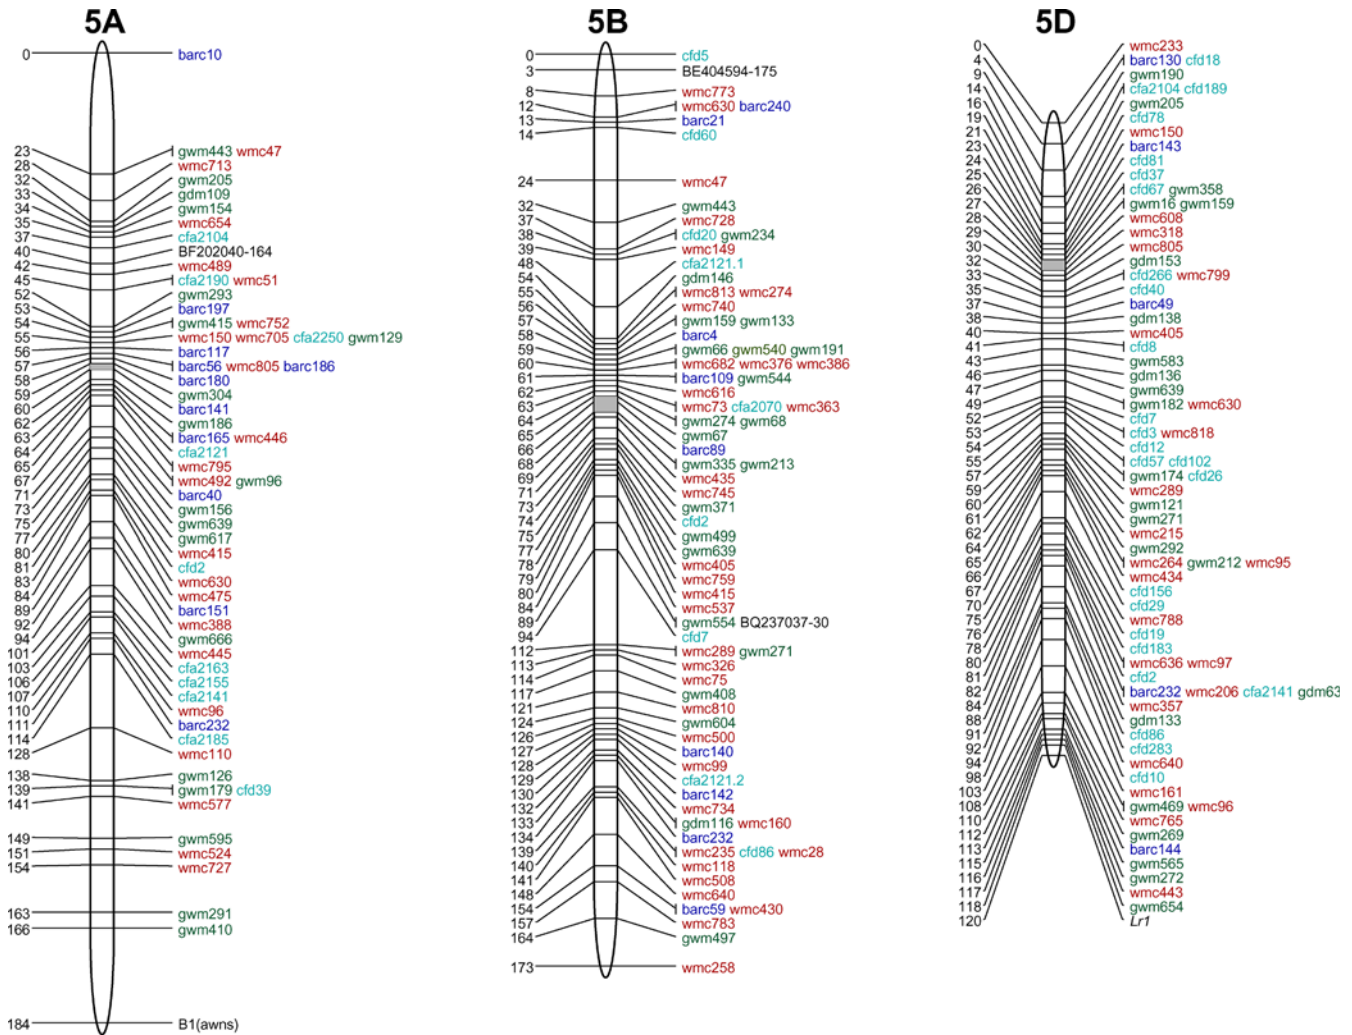 5A
0 barc10
23 gwm443 wmc47
28 wmc713
32 gwm205
33 gdm109
34 gwm154
35 wmc654
37 cfa2104
40 BF202040-164
42 wmc489
45 cfa2190 wmc51
52 gwm293
53 barc197
54 gwm415 wmc752
55 wmc150 wmc705 cfa2250 gwm129
56 barc117
57 barc56 wmc805 barc186
58 barc180
59 gwm304
60 barc141
62 gwm186
63 barc165 wmc446
64 cfa2121
65 wmc795
67 wmc492 gwm96
71 barc40
73 gwm156
75 gwm639
77 gwm617
80 wmc415
81 cfd2
83 wmc630
84 wmc475
89 barc151
92 wmc388
94 gwm666
101 wmc445
103 cfa2163
106 cfa2155
107 cfa2141
110 wmc96
111 barc232
114 cfa2185
128 wmc110
138 gwm126
139 gwm179 cfd39
141 wmc577
149 gwm595
151 wmc524
154 wmc727
163 gwm291
166 gwm410
184 B1(awns)
5B
0 cfd5
3 BE404594-175
8 wmc773
12 wmc630 barc240
13 barc21
14 cfd60
24 wmc47
32 gwm443
37 wmc728
38 cfd20 gwm234
39 wmc149
48 cfa2121.1
54 gdm146
55 wmc813 wmc274
56 wmc740
57 gwm159 gwm133
58 barc4
59 gwm66 gwm540 gwm191
60 wmc682 wmc376 wmc386
61 barc109 gwm544
62 wmc616
63 wmc73 cfa2070 wmc363
64 gwm274 gwm68
65 gwm67
66 barc89
68 gwm335 gwm213
69 wmc435
71 wmc745
73 gwm371
74 cfd2
75 gwm499
77 gwm639
78 wmc405
79 wmc759
80 wmc415
84 wmc537
89 gwm554 BQ237037-30
94 cfd7
112 wmc289 gwm271
113 wmc326
114 wmc75
117 gwm408
121 wmc810
124 gwm604
126 wmc500
127 barc140
128 wmc99
129 cfa2121.2
130 barc142
132 wmc734
133 gdm116 wmc160
134 barc232
139 wmc235 cfd86 wmc28
140 wmc118
141 wmc508
148 wmc640
154 barc59 wmc430
157 wmc783
164 gwm497
173 wmc258
5D
0 wmc233
4 barc130 cfd18
9 gwm190
14 cfa2104 cfd189
16 gwm205
19 cfd78
21 wmc150
23 barc143
24 cfd81
25 cfd37
26 cfd67 gwm358
27 gwm16 gwm159
28 wmc608
29 wmc318
30 wmc805
32 gdm153
33 cfd266 wmc799
35 cfd40
37 barc49
38 gdm138
40 wmc405
41 cfd8
43 gwm583
46 gdm136
47 gwm639
49 gwm182 wmc630
52 cfd7
53 cfd3 wmc818
54 cfd12
55 cfd57 cfd102
57 gwm174 cfd26
59 wmc289
60 gwm121
61 gwm271
62 wmc215
64 gwm292
65 wmc264 gwm212 wmc95
66 wmc434
67 cfd156
70 cfd29
75 wmc788
76 cfd19
78 cfd183
80 wmc636 wmc97
81 cfd2
82 barc232 wmc206 cfa2141 gdm63
84 wmc357
88 gdm133
91 cfd86
92 cfd283
94 wmc640
98 cfd10
103 wmc161
108 gwm469 wmc96
110 wmc765
112 gwm269
113 barc144
115 gwm565
116 gwm272
117 wmc443
118 gwm654
120 Lr1